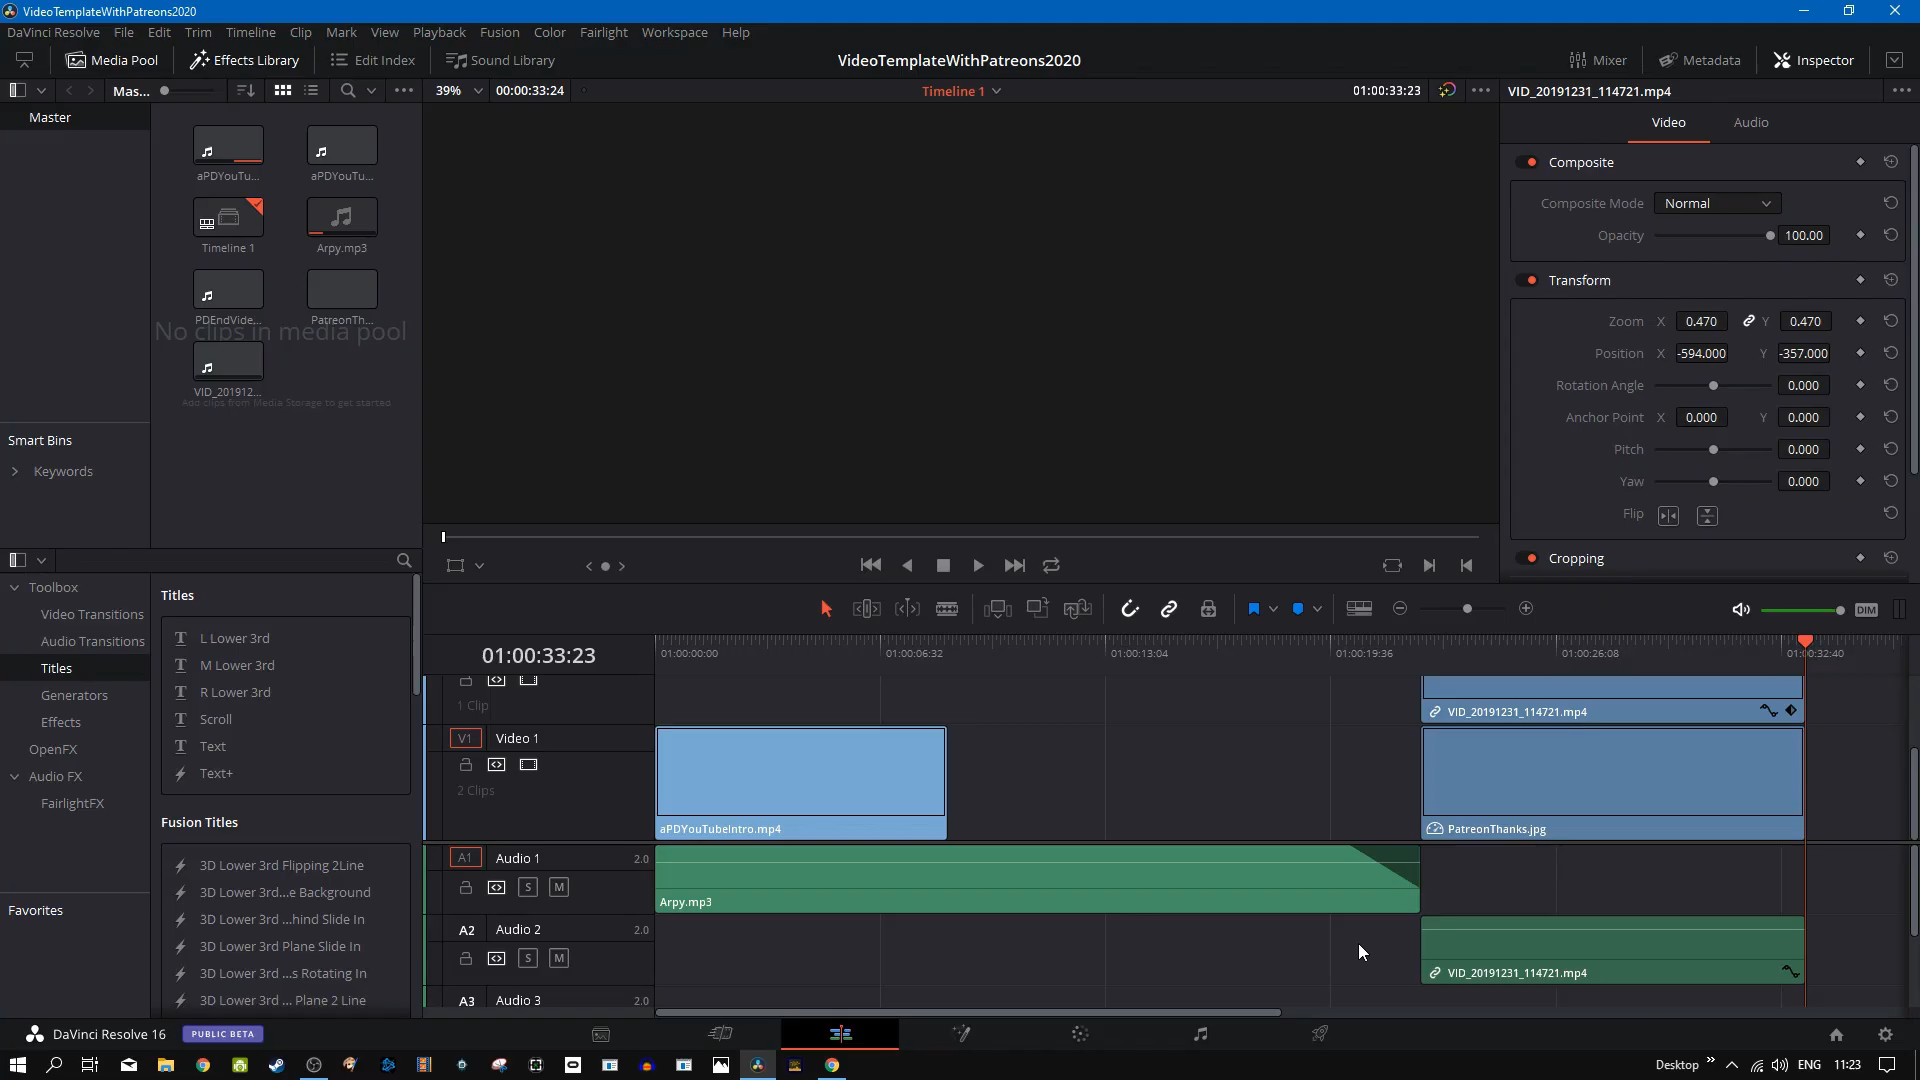 VideoTemplateWithPatreons2020
DaVinci Resolve File Edit Trim Timeline Clip Mark View Playback Fusion Color Fairlight Workspace Help
Media Pool Effects Library Edit Index Sound Library VideoTemplateWithPatreons2020 Mixer Metadata Inspector
Mas... 39% 00:00:33:24 Timeline 1 01:00:33:23 VID_20191231_114721.mp4
Master
Video Audio
aPDYouTu... aPDYouTu...
Composite
Composite Mode Normal
Opacity 100.00
Timeline 1 Arpy.mp3
Transform
Zoom X 0.470 Y 0.470
PDEndVide... PatreonTh...
No clips in media pool
Position X -594.000 Y -357.000
Rotation Angle 0.000
VID_201912...
Add clips from Media Storage to get started
Anchor Point X 0.000 Y 0.000
Smart Bins
Pitch 0.000
Keywords
Yaw 0.000
Flip
Cropping
Toolbox
Video Transitions
Audio Transitions
Titles
Generators
Effects
OpenFX
Audio FX
FairlightFX
Favorites
Titles
L Lower 3rd
M Lower 3rd
R Lower 3rd
Scroll
Text
Text+
Fusion Titles
3D Lower 3rd Flipping 2Line
3D Lower 3rd...e Background
3D Lower 3rd ...hind Slide In
3D Lower 3rd Plane Slide In
3D Lower 3rd ...s Rotating In
3D Lower 3rd ... Plane 2 Line
DIM
01:00:33:23 01:00:00:00 01:00:06:32 01:00:13:04 01:00:19:36 01:00:26:08 01:00:32:40
1 Clip
VID_20191231_114721.mp4
V1 Video 1
2 Clips
aPDYouTubeIntro.mp4 PatreonThanks.jpg
A1 Audio 1 2.0
S M
Arpy.mp3
A2 Audio 2 2.0
S M
VID_20191231_114721.mp4
A3 Audio 3 2.0
DaVinci Resolve 16 PUBLIC BETA
Desktop ENG 11:23